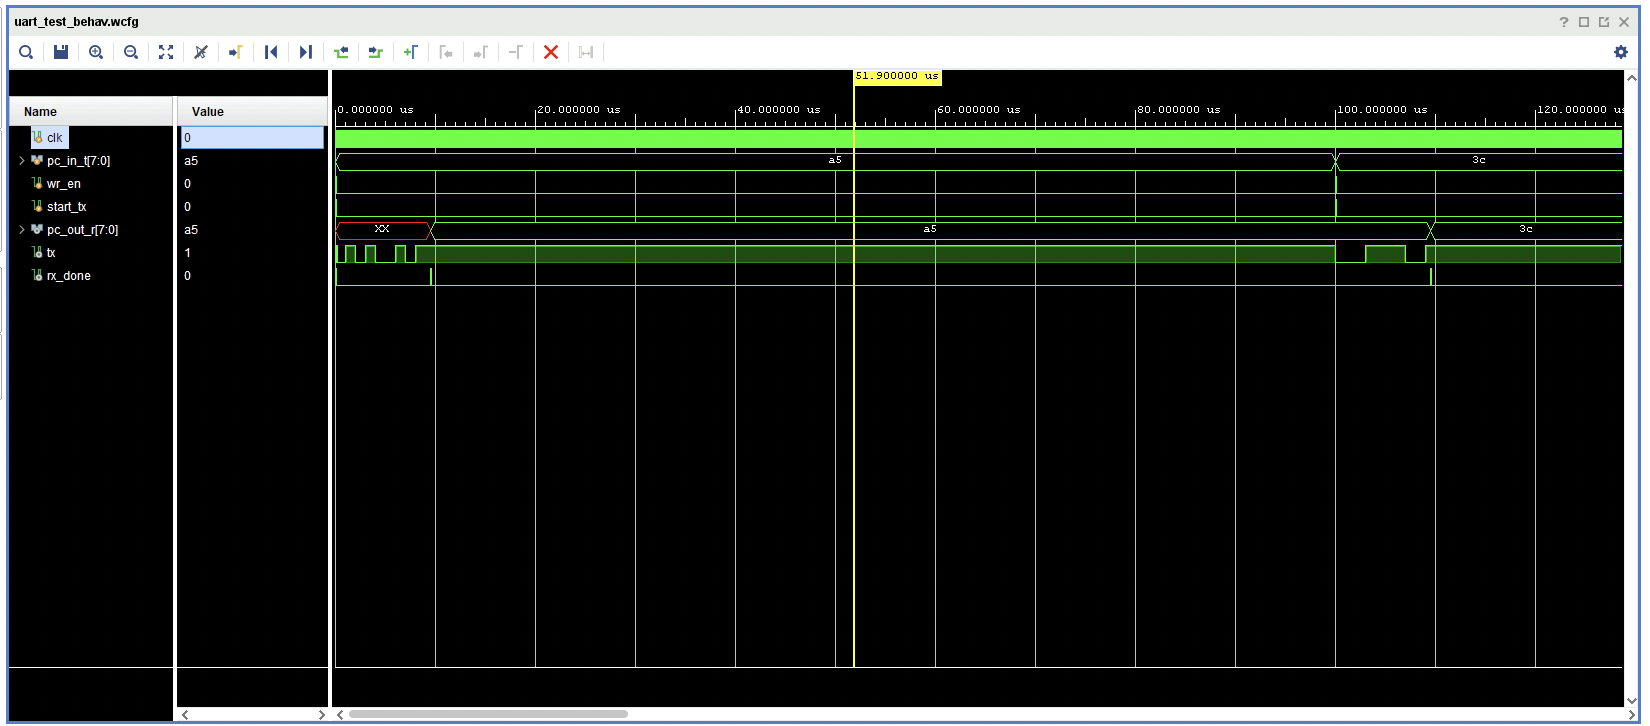 uart_test_behav.wcfg
?
51.900000 us
Name Value
0.000000 us 20.000000 us 40.000000 us 60.000000 us 80.000000 us 100.000000 us 120.000000 us
clk 0
pc_in_t[7:0] a5 a5 3c
wr_en 0
start_tx 0
pc_out_r[7:0] a5 XX a5 3c
tx 1
rx_done 0